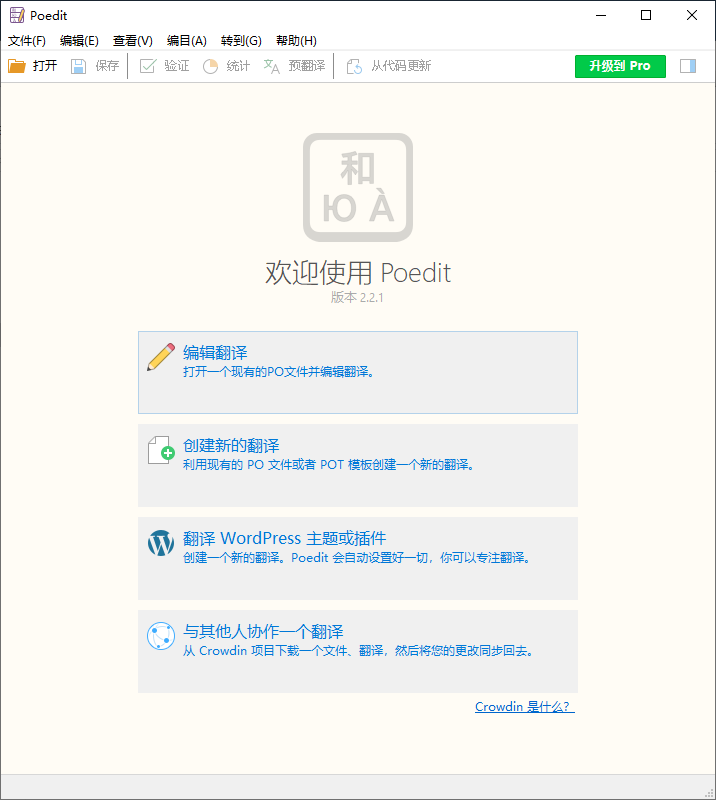 Poedit
文件(F) 编辑(E) 查看(V) 编目(A) 转到(G) 帮助(H)
打开 保存 验证 统计 预翻译 从代码更新 升级到 Pro
和
Ю À
欢迎使用 Poedit
版本 2.2.1
编辑翻译
打开一个现有的PO文件并编辑翻译。
创建新的翻译
利用现有的 PO 文件或者 POT 模板创建一个新的翻译。
翻译 WordPress 主题或插件
创建一个新的翻译。Poedit 会自动设置好一切，你可以专注翻译。
与其他人协作一个翻译
从 Crowdin 项目下载一个文件、翻译，然后将您的更改同步回去。
Crowdin 是什么？